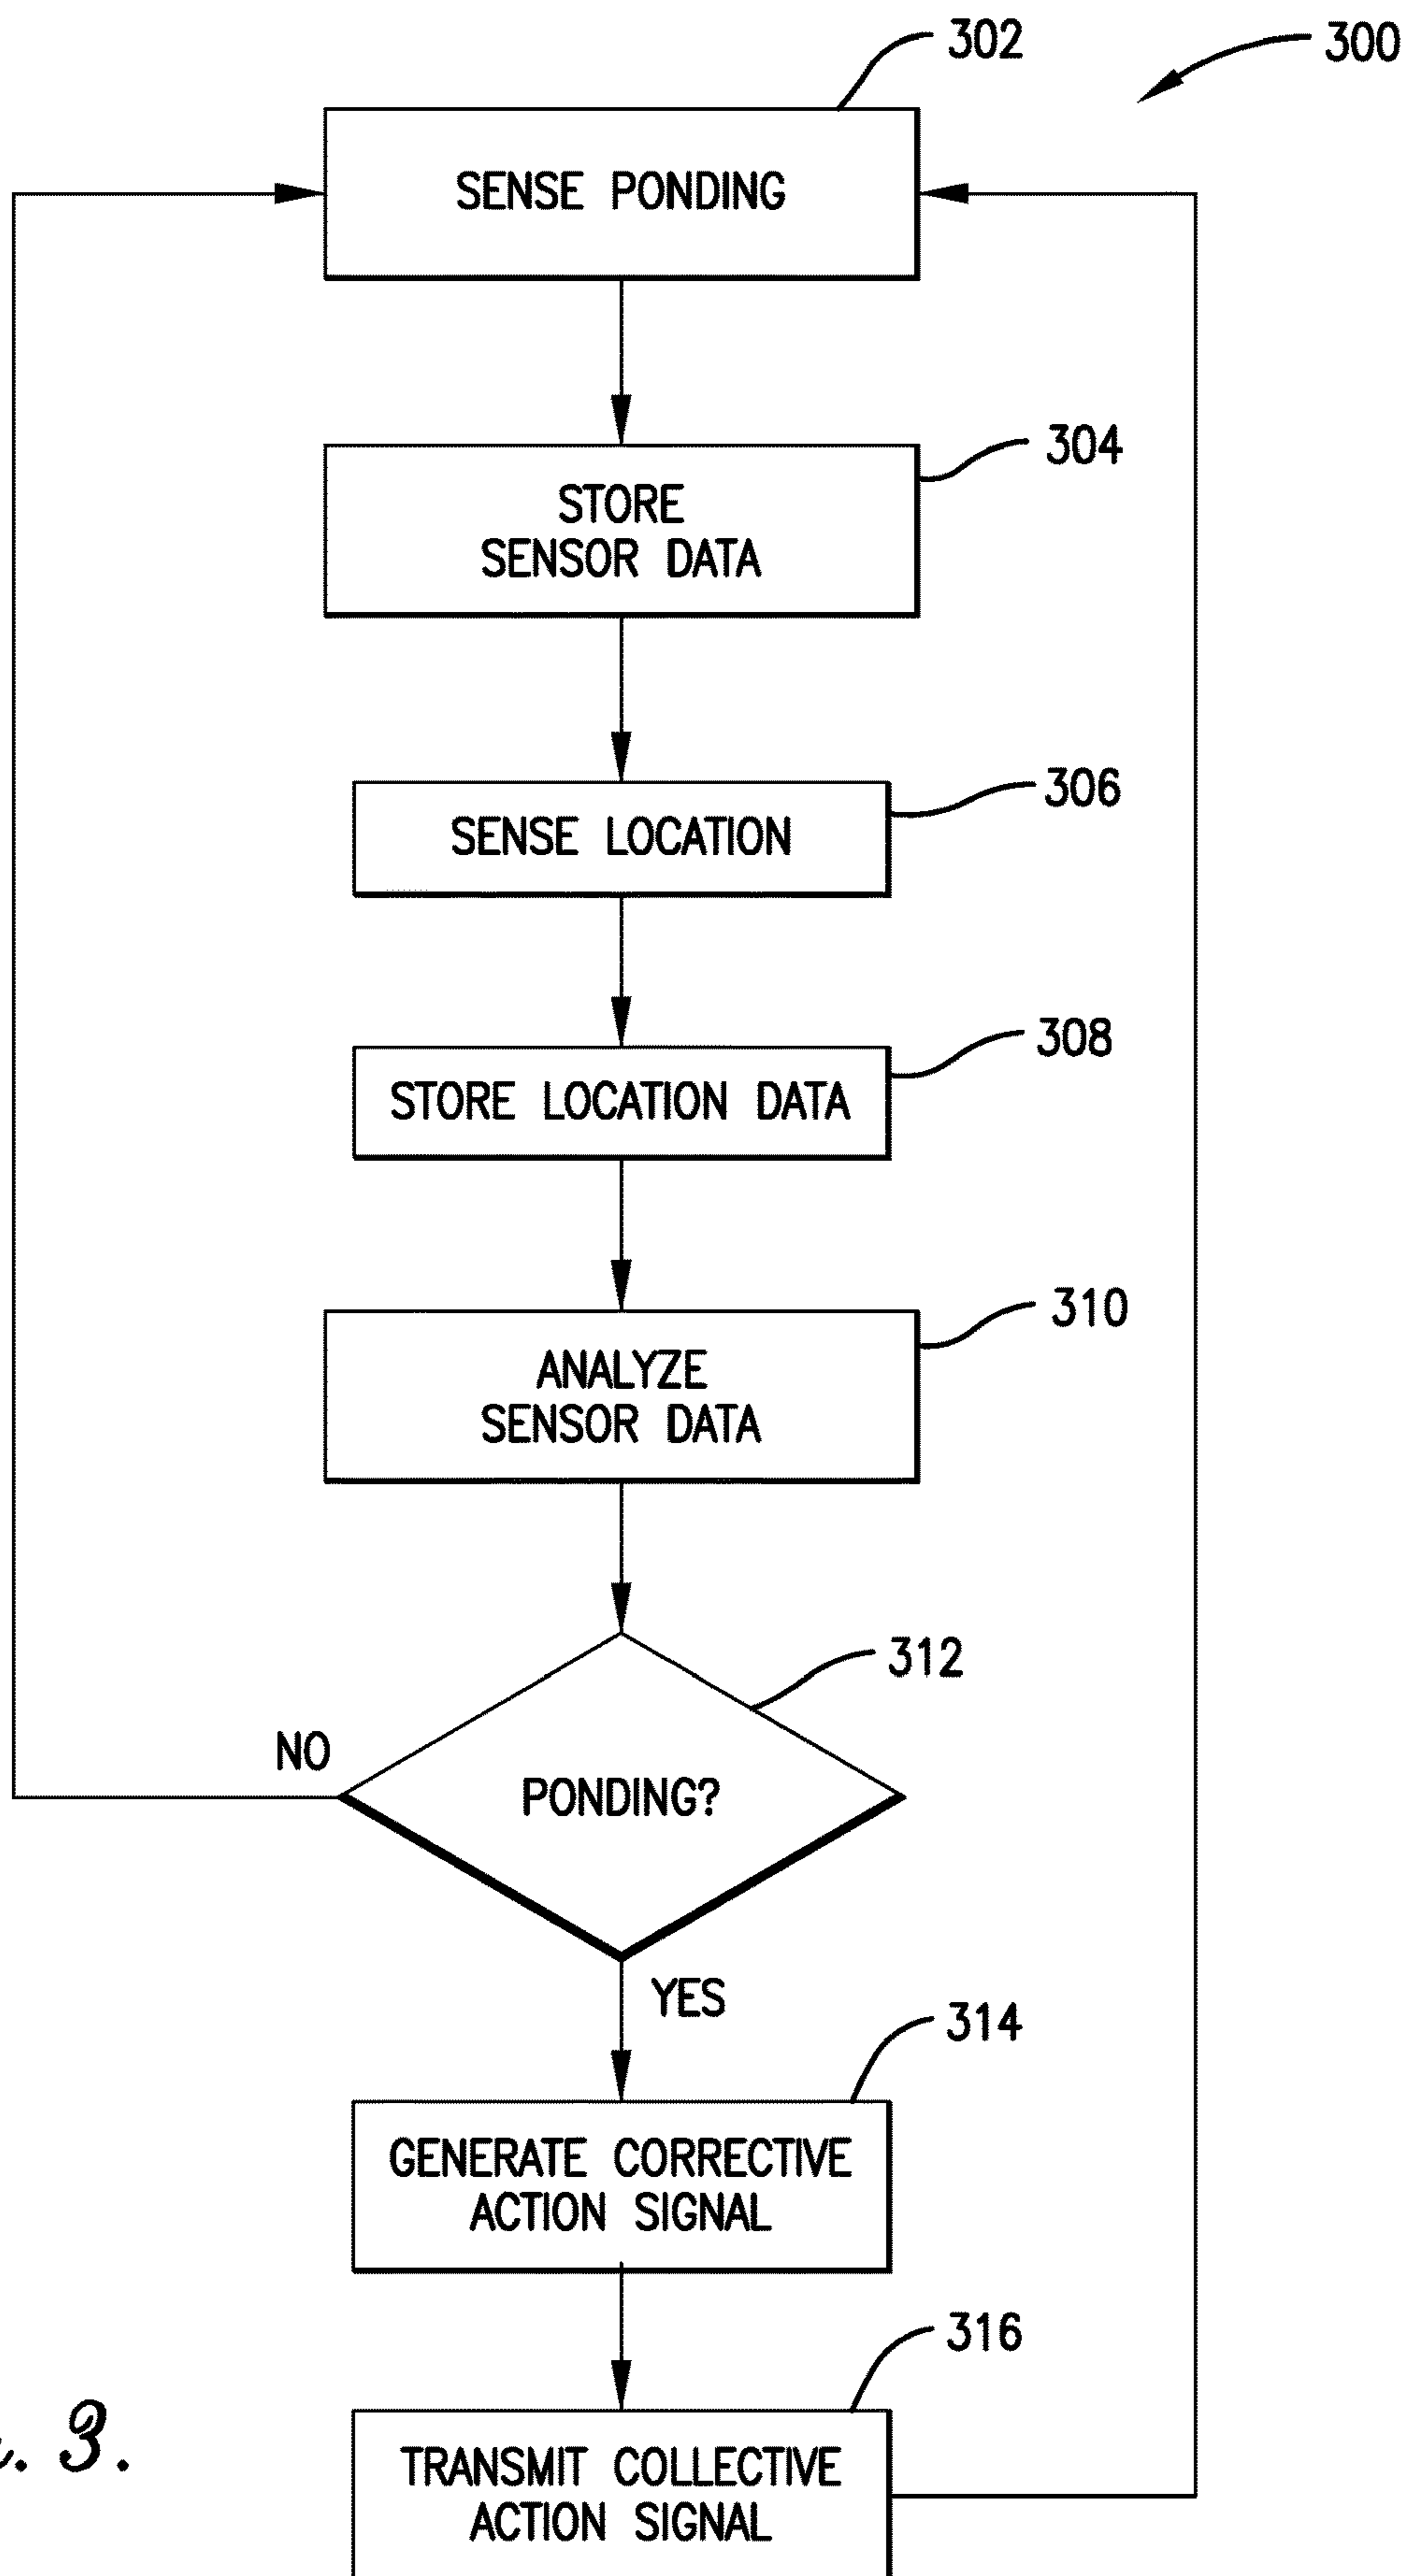 302
300
SENSE PONDING
304
STORE
SENSOR DATA
306
SENSE LOCATION
308
STORE LOCATION DATA
310
ANALYZE
SENSOR DATA
312
NO
PONDING?
YES
314
GENERATE CORRECTIVE
ACTION SIGNAL
316
3.
TRANSMIT COLLECTIVE
ACTION SIGNAL